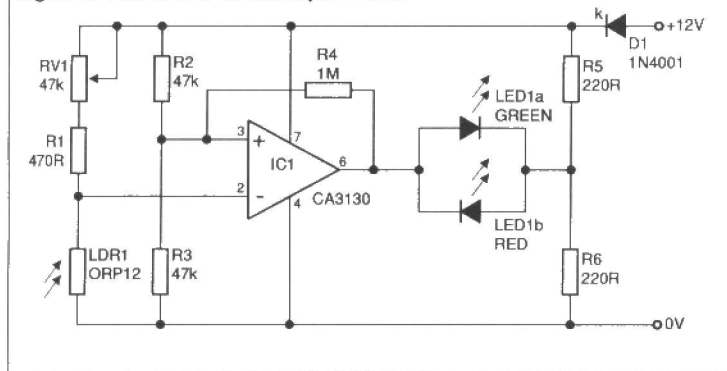 k
+12V
D1
1N4001
R4
1M
RV1
47k
R2
47k
R5
220R
LED1a
GREEN
R1
470R
3
+
7
IC1
6
2
-
4
CA3130
LED1b
RED
LDR1
ORP12
R3
47k
R6
220R
0V